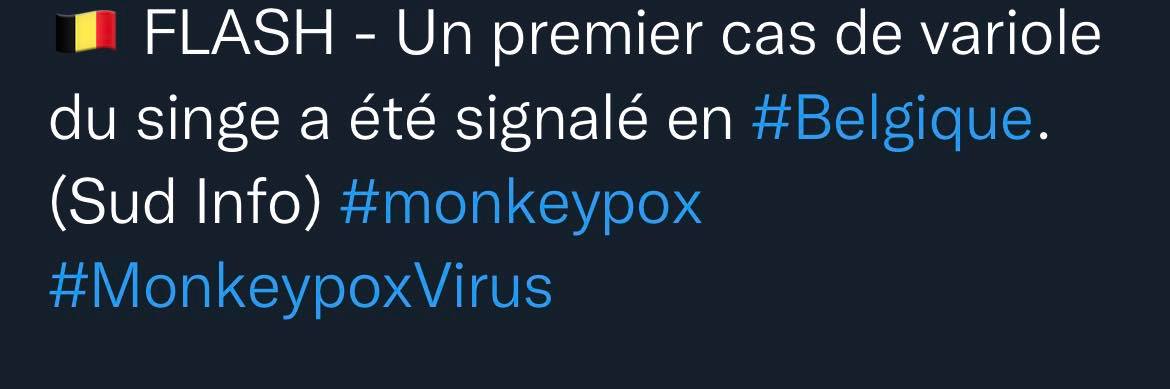 🇧🇪 FLASH - Un premier cas de variole
du singe a été signalé en #Belgique.
(Sud Info) #monkeypox
#MonkeypoxVirus